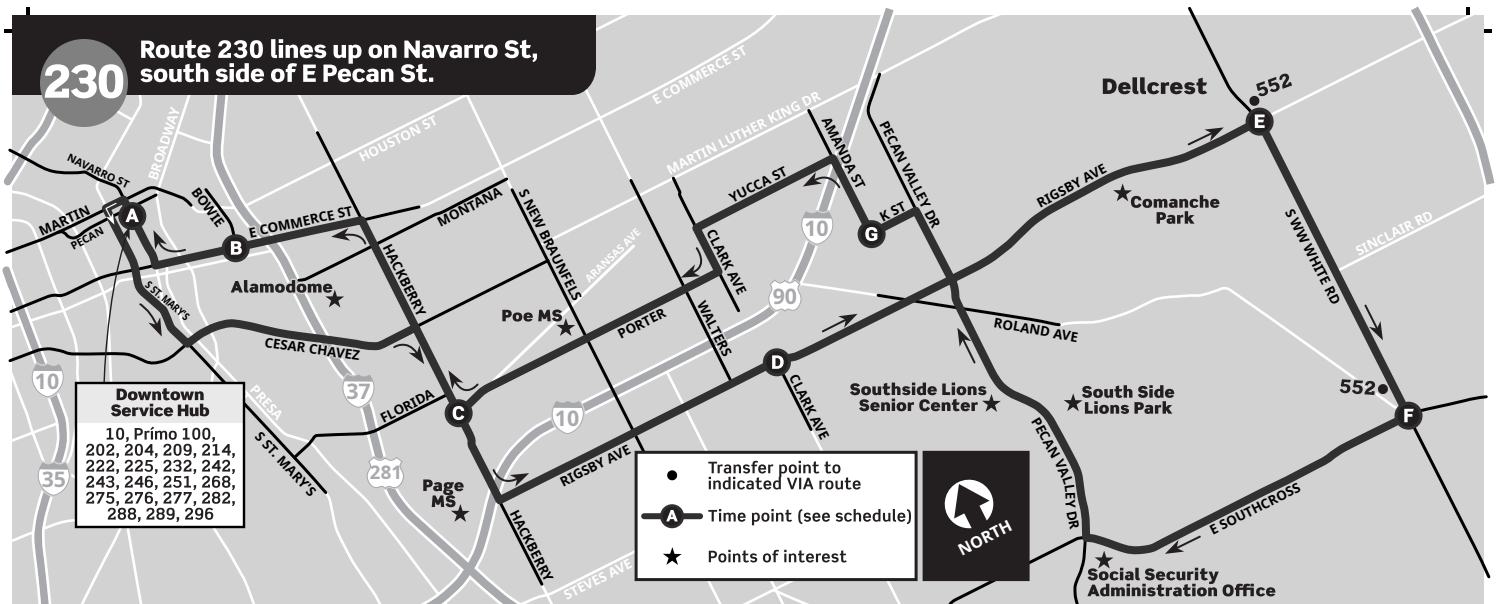 230
Route 230 lines up on Navarro St,
south side of E Pecan St.
NAVARRO ST
BROADWAY
MARTIN
PECAN
A
BOWIE
B
E COMMERCE ST
HOUSTON ST
E COMMERCE ST
MARTIN LUTHER KING DR
MONTANA
S NEW BRAUNFELS
ARANSAS AVE
HACKBERRY
Alamodome
S ST. MARY'S
CESAR CHAVEZ
Poe MS
PORTER
WALTERS
CLARK AVE
YUCCA ST
AMANDA ST
PECAN VALLEY DR
K ST
G
10
90
RIGSBY AVE
Dellcrest
552
E
Comanche
Park
S WW WHITE RD
SINCLAIR RD
ROLAND AVE
D
CLARK AVE
Southside Lions
Senior Center
South Side
Lions Park
552
F
10
37
35
281
10
PRESA
S ST. MARY'S
FLORIDA
C
Page
MS
HACKBERRY
RIGSBY AVE
STEVES AVE
PECAN VALLEY DR
E SOUTHCROSS
Social Security
Administration Office
Downtown
Service Hub
10, Prímo 100,
202, 204, 209, 214,
222, 225, 232, 242,
243, 246, 251, 268,
275, 276, 277, 282,
288, 289, 296
Transfer point to
indicated VIA route
A
Time point (see schedule)
Points of interest
NORTH